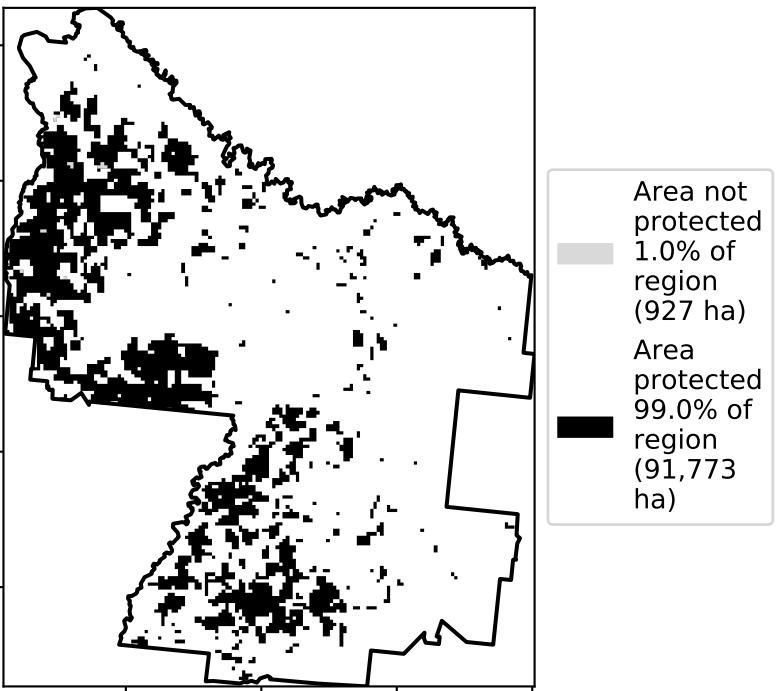 Area not
protected
1.0% of
region
(927 ha)
Area
protected
99.0% of
region
(91,773
ha)